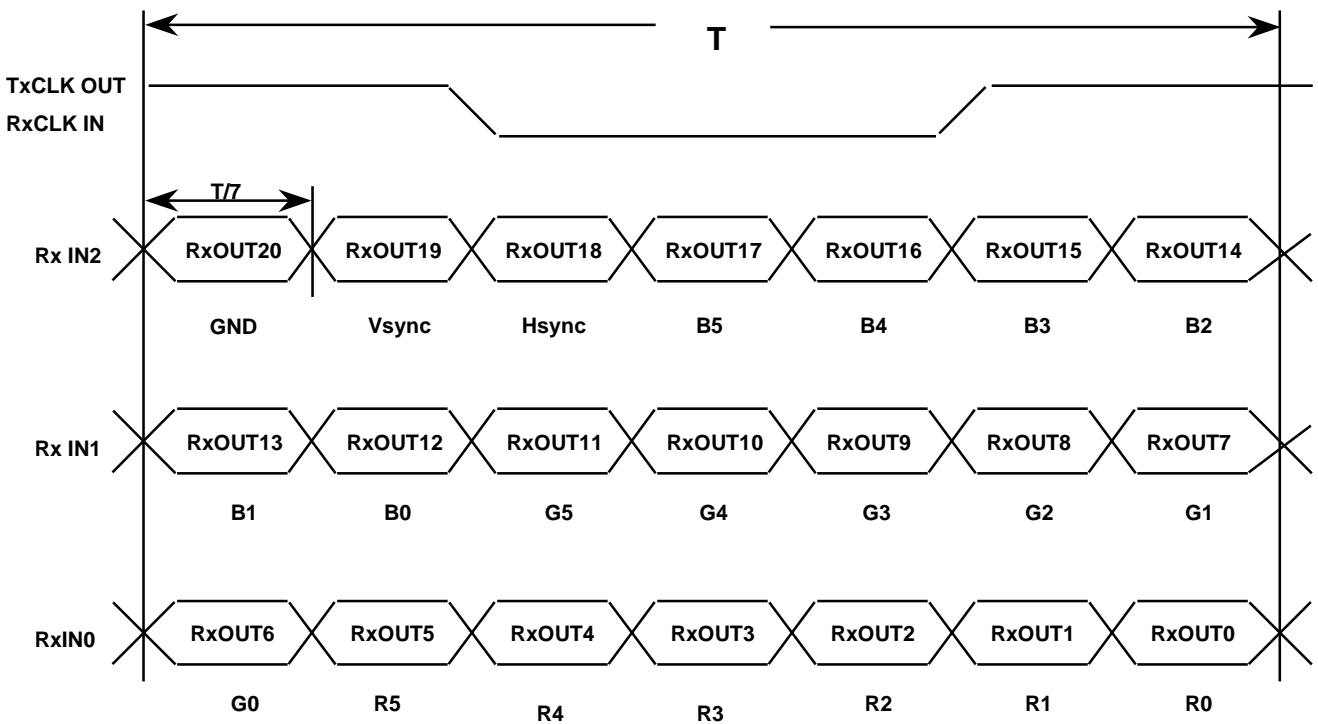 T
TxCLK OUT
RxCLK IN
T/7
Rx IN2 RxOUT20 RxOUT19 RxOUT18 RxOUT17 RxOUT16 RxOUT15 RxOUT14
GND Vsync Hsync B5 B4 B3 B2
Rx IN1 RxOUT13 RxOUT12 RxOUT11 RxOUT10 RxOUT9 RxOUT8 RxOUT7
B1 B0 G5 G4 G3 G2 G1
RxIN0 RxOUT6 RxOUT5 RxOUT4 RxOUT3 RxOUT2 RxOUT1 RxOUT0
G0 R5 R4 R3 R2 R1 R0